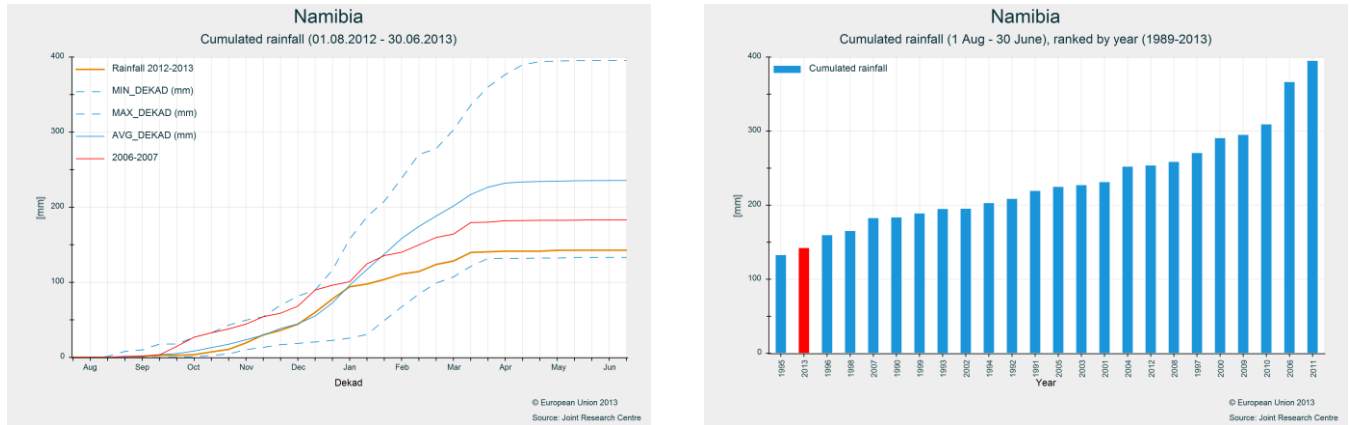 Namibia
Cumulated rainfall (01.08.2012 - 30.06.2013)
400
300
200
100
0
[mm]
Rainfall 2012-2013
MIN_DEKAD (mm)
MAX_DEKAD (mm)
AVG_DEKAD (mm)
2006-2007
Aug Sep Oct Nov Dec Jan Feb Mar Apr May Jun
Dekad
© European Union 2013
Source: Joint Research Centre
Namibia
Cumulated rainfall (1 Aug - 30 June), ranked by year (1989-2013)
400
300
200
100
0
[mm]
Cumulated rainfall
1995 2013 1996 1998 2007 1990 1999 1993 2002 1994 1992 1991 2005 2003 2001 2004 2012 2008 1997 2000 2009 2010 2006 2011
Year
© European Union 2013
Source: Joint Research Centre